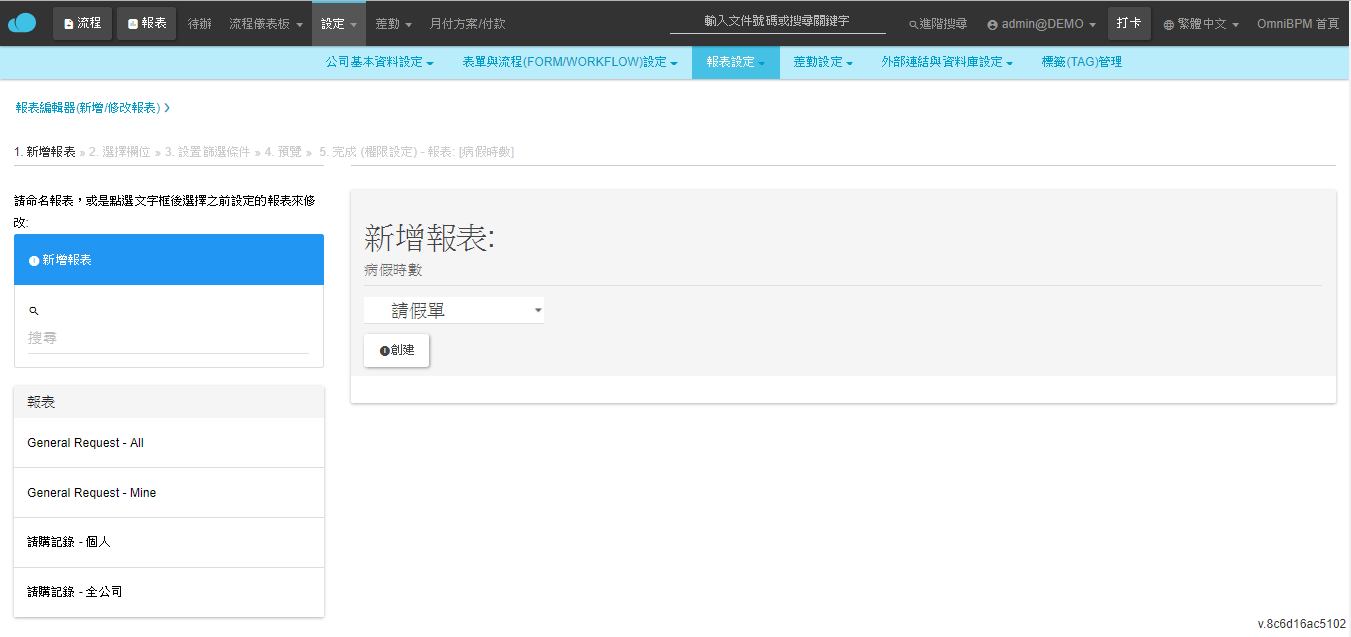 流程 報表 待辦 流程儀表板 設定 差勤 月付方案/付款 輸入文件號碼或搜尋關鍵字 進階搜尋 admin@DEMO 打卡 繁體中文 OmniBPM 首頁
公司基本資料設定 表單與流程(FORM/WORKFLOW)設定 報表設定 差勤設定 外部連結與資料庫設定 標籤(TAG)管理
報表編輯器(新增/修改報表)
1. 新增報表 » 2. 選擇欄位 » 3. 設置篩選條件 » 4. 預覽 » 5. 完成 (權限設定) - 報表: [病假時數]
請命名報表，或是點選文字框後選擇之前設定的報表來修
改:
新增報表
搜尋
報表
General Request - All
General Request - Mine
請購記錄 - 個人
請購記錄 - 全公司
新增報表:
病假時數
請假單
創建
v.8c6d16ac5102